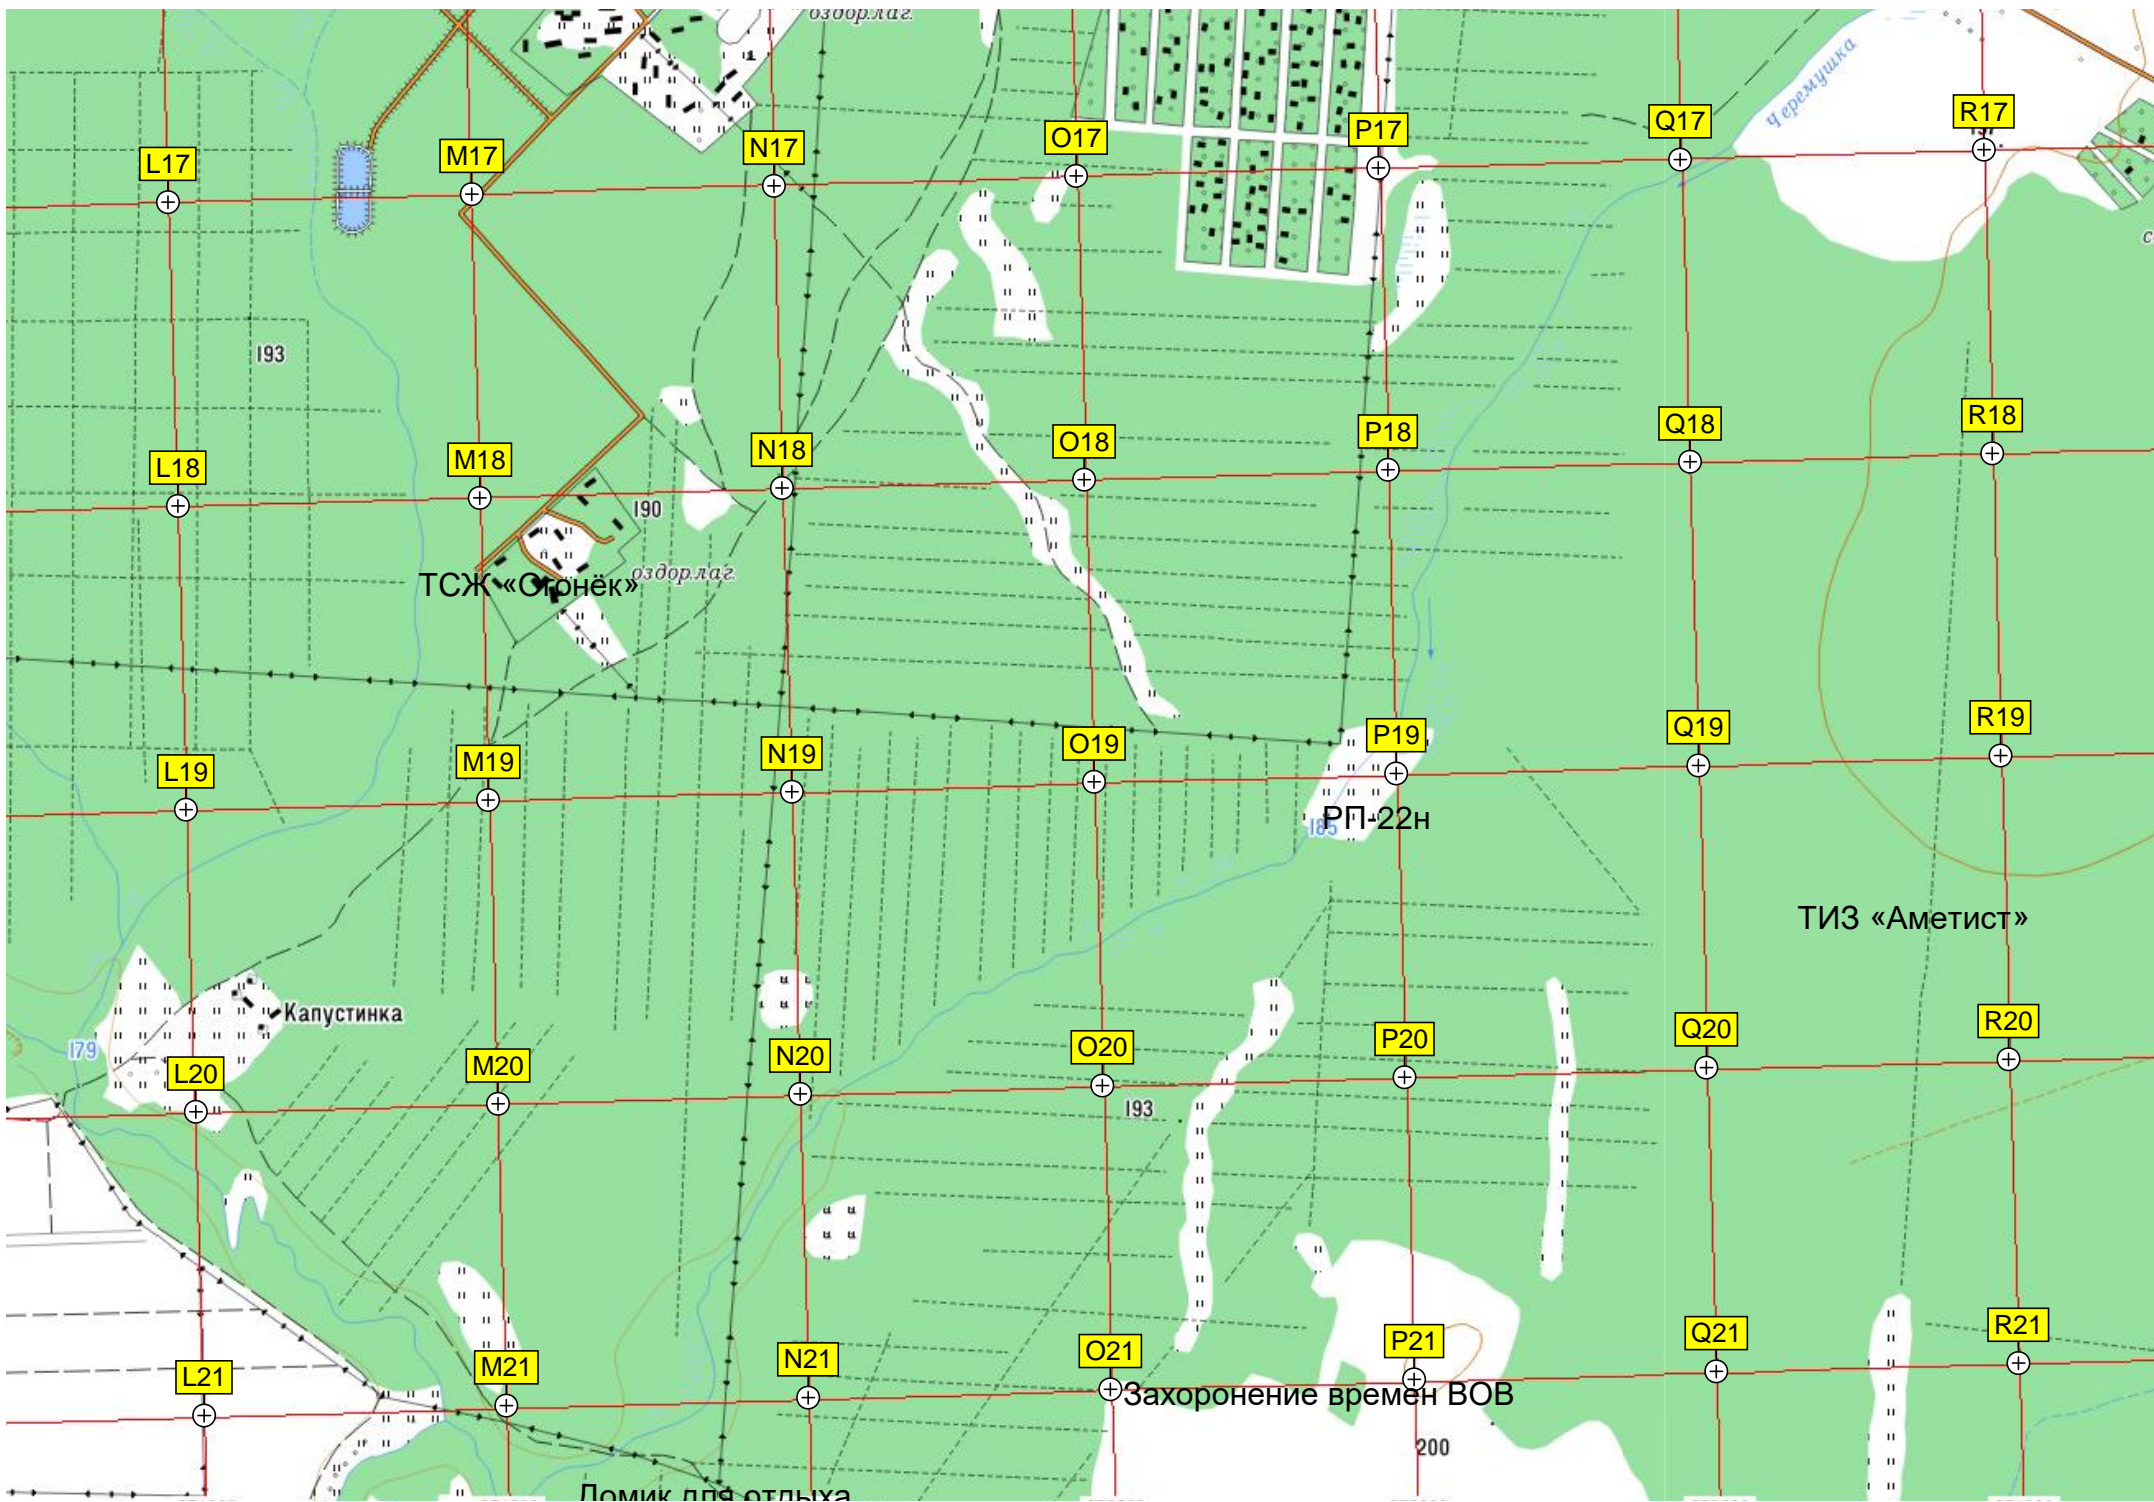 оздор.лаг.
Черемушка
R17
Q17
P17
O17
N17
M17
L17
193
R18
Q18
P18
O18
N18
M18
L18
190
оздор.лаг.
ТСЖ «Огонёк»
R19
Q19
P19
O19
N19
M19
L19
185
РП-22н
ТИЗ «Аметист»
Капустинка
179
R20
Q20
P20
O20
N20
M20
L20
193
R21
Q21
P21
O21
N21
M21
L21
Захоронение времен ВОВ
200
Домик для отдыха